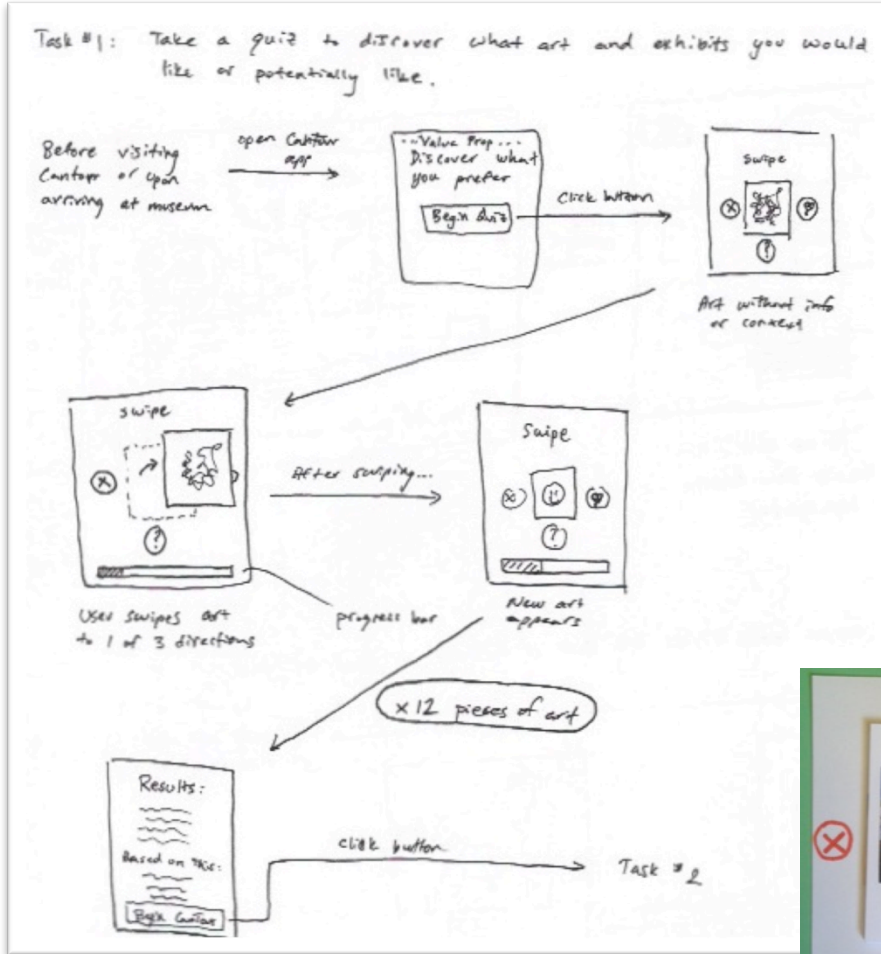 Task #1: Take a quiz to discover what art and exhibits you would
like or potentially like.
Before visiting
Cantor or upon
arriving at museum
open CanTour
app
...Value Prop...
Discover what
you prefer
Begin Quiz
Click button
Swipe
X
?
Art without info
or context
Swipe
X
?
User swipes art
to 1 of 3 directions
After swiping...
progress bar
Swipe
X
?
New art
appears
x12 pieces of art
Results:
Based on this:
Begin CanTour
click button
Task #2
X